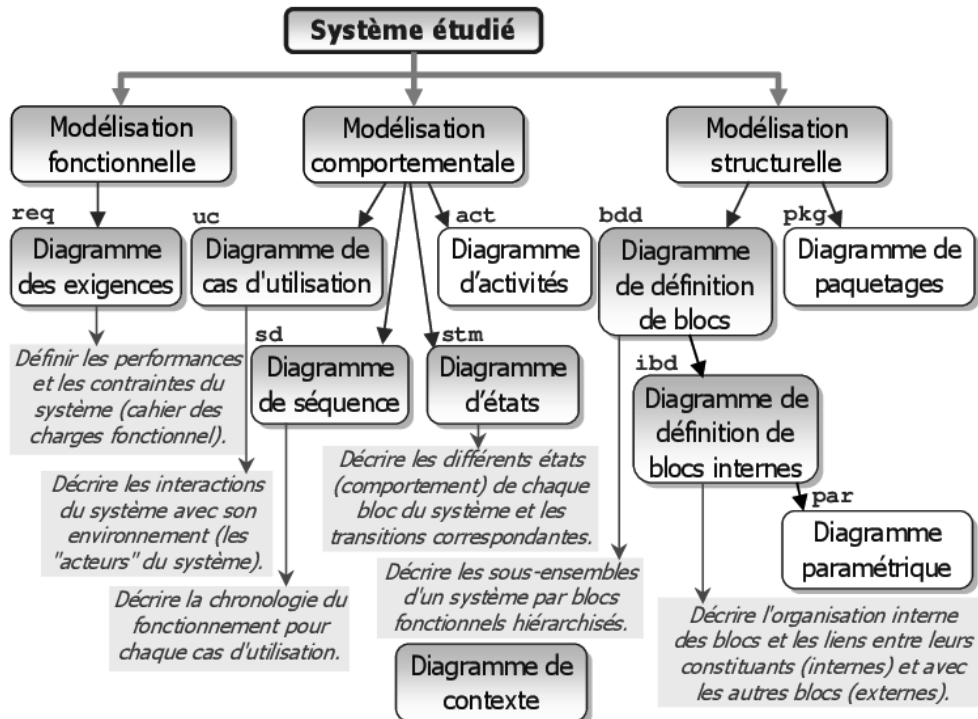 Système étudié
Modélisation
fonctionnelle
Modélisation
comportementale
Modélisation
structurelle
req
Diagramme
des exigences
uc
Diagramme de
cas d'utilisation
act
Diagramme
d'activités
bdd
Diagramme
de définition
de blocs
pkg
Diagramme de
paquetages
sd
Diagramme
de séquence
stm
Diagramme
d'états
ibd
Diagramme de
définition de
blocs internes
par
Diagramme
paramétrique
Définir les performances
et les contraintes du
système (cahier des
charges fonctionnel).
Décrire les interactions
du système avec son
environnement (les
"acteurs" du système).
Décrire la chronologie du
fonctionnement pour
chaque cas d'utilisation.
Décrire les différents états
(comportement) de chaque
bloc du système et les
transitions correspondantes.
Décrire les sous-ensembles
d'un système par blocs
fonctionnels hiérarchisés.
Décrire l'organisation interne
des blocs et les liens entre leurs
constituants (internes) et avec
les autres blocs (externes).
Diagramme de
contexte